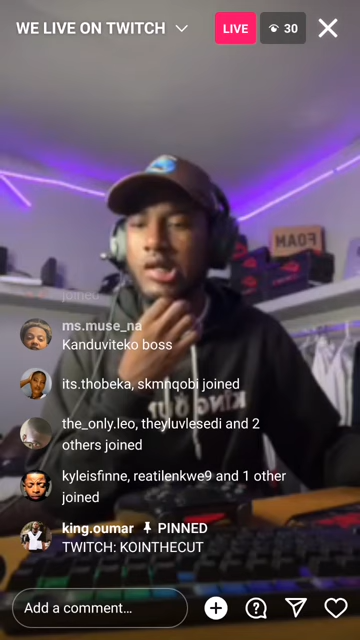 WE LIVE ON TWITCH
LIVE
30
FOAM
joined
ms.muse_na
Kanduviteko boss
its.thobeka, skmnqobi joined
the_only.leo, theyluvlesedi and 2
others joined
kyleisfinne, reatilenkwe9 and 1 other
joined
king.oumar PINNED
TWITCH: KOINTHECUT
Add a comment…